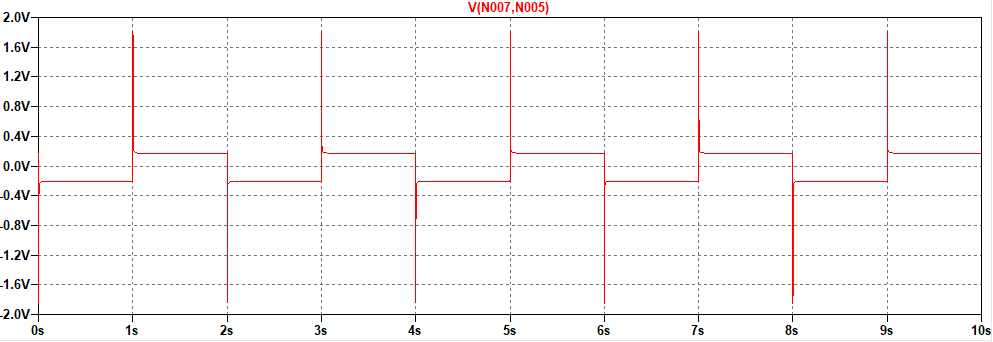 V(N007,N005)
2.0V
1.6V
1.2V
0.8V
0.4V
0.0V
-0.4V
-0.8V
-1.2V
-1.6V
-2.0V
0s 1s 2s 3s 4s 5s 6s 7s 8s 9s 10s